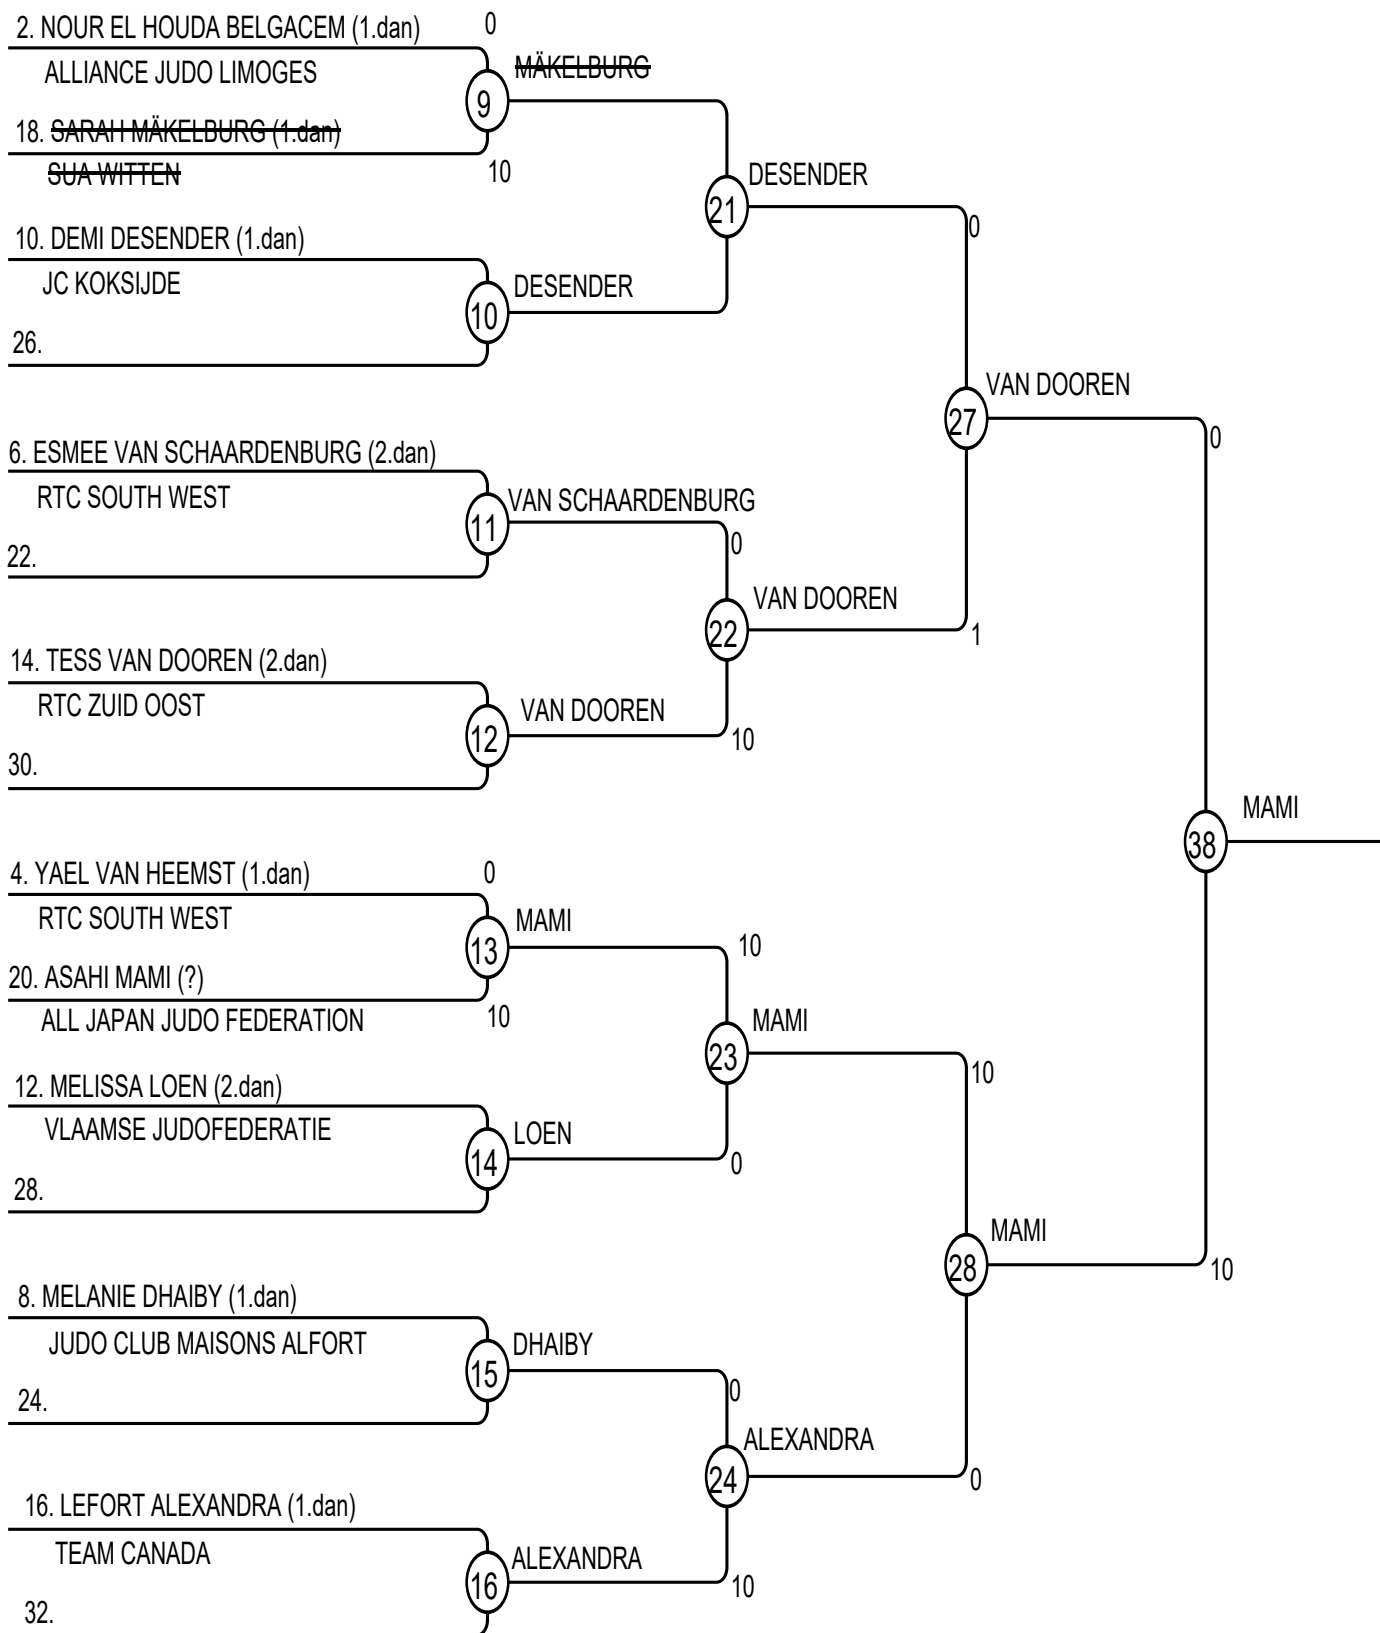 2. NOUR EL HOUDA BELGACEM (1.dan)
0
ALLIANCE JUDO LIMOGES
MÄKELBURG
9
18. SARAH MÄKELBURG (1.dan)
SUA WITTEN
10
DESENDER
21
0
10. DEMI DESENDER (1.dan)
JC KOKSIJDE
DESENDER
10
26.
VAN DOOREN
27
0
6. ESMEE VAN SCHAARDENBURG (2.dan)
RTC SOUTH WEST
VAN SCHAARDENBURG
11
0
22.
VAN DOOREN
22
1
14. TESS VAN DOOREN (2.dan)
RTC ZUID OOST
VAN DOOREN
12
10
30.
MAMI
38
4. YAEL VAN HEEMST (1.dan)
0
RTC SOUTH WEST
MAMI
13
10
20. ASAHI MAMI (?)
ALL JAPAN JUDO FEDERATION
10
MAMI
23
10
12. MELISSA LOEN (2.dan)
VLAAMSE JUDOFEDERATIE
LOEN
14
0
28.
MAMI
28
10
8. MELANIE DHAIBY (1.dan)
JUDO CLUB MAISONS ALFORT
DHAIBY
15
0
24.
ALEXANDRA
24
0
16. LEFORT ALEXANDRA (1.dan)
TEAM CANADA
ALEXANDRA
16
10
32.